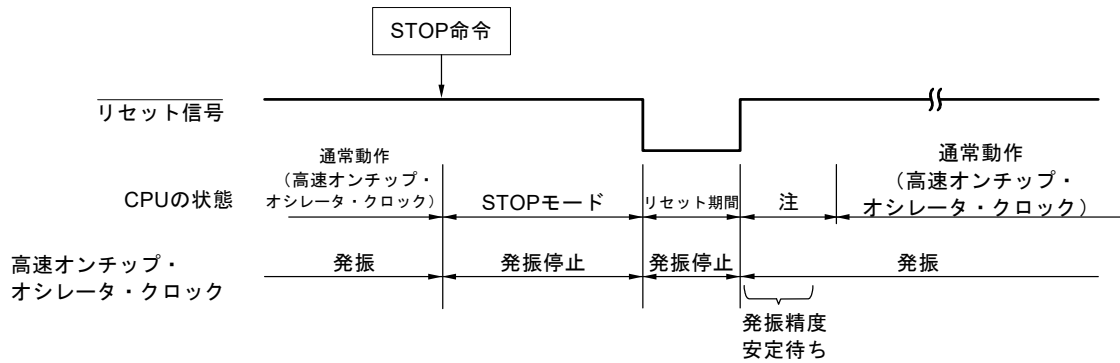 STOP命令
リセット信号
通常動作
（高速オンチップ・
オシレータ・クロック）
通常動作
（高速オンチップ・
オシレータ・クロック）
CPUの状態
STOPモード
リセット期間
注
高速オンチップ・
オシレータ・クロック
発振
発振停止
発振停止
発振
発振精度
安定待ち